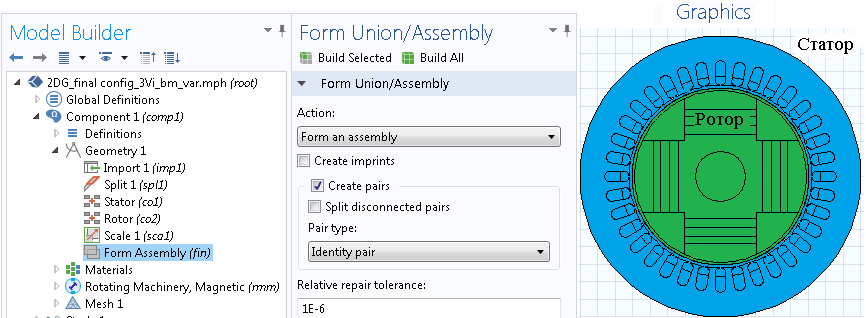 Model Builder
2DG_final config_3Vi_bm_var.mph (root)
Global Definitions
Component 1 (comp1)
Definitions
Geometry 1
Import 1 (imp1)
Split 1 (spl1)
Stator (co1)
Rotor (co2)
Scale 1 (sca1)
Form Assembly (fin)
Materials
Rotating Machinery, Magnetic (rmm)
Mesh 1
Form Union/Assembly
Build Selected
Build All
Form Union/Assembly
Action:
Form an assembly
Create imprints
Create pairs
Split disconnected pairs
Pair type:
Identity pair
Relative repair tolerance:
1E-6
Graphics
Статор
Ротор